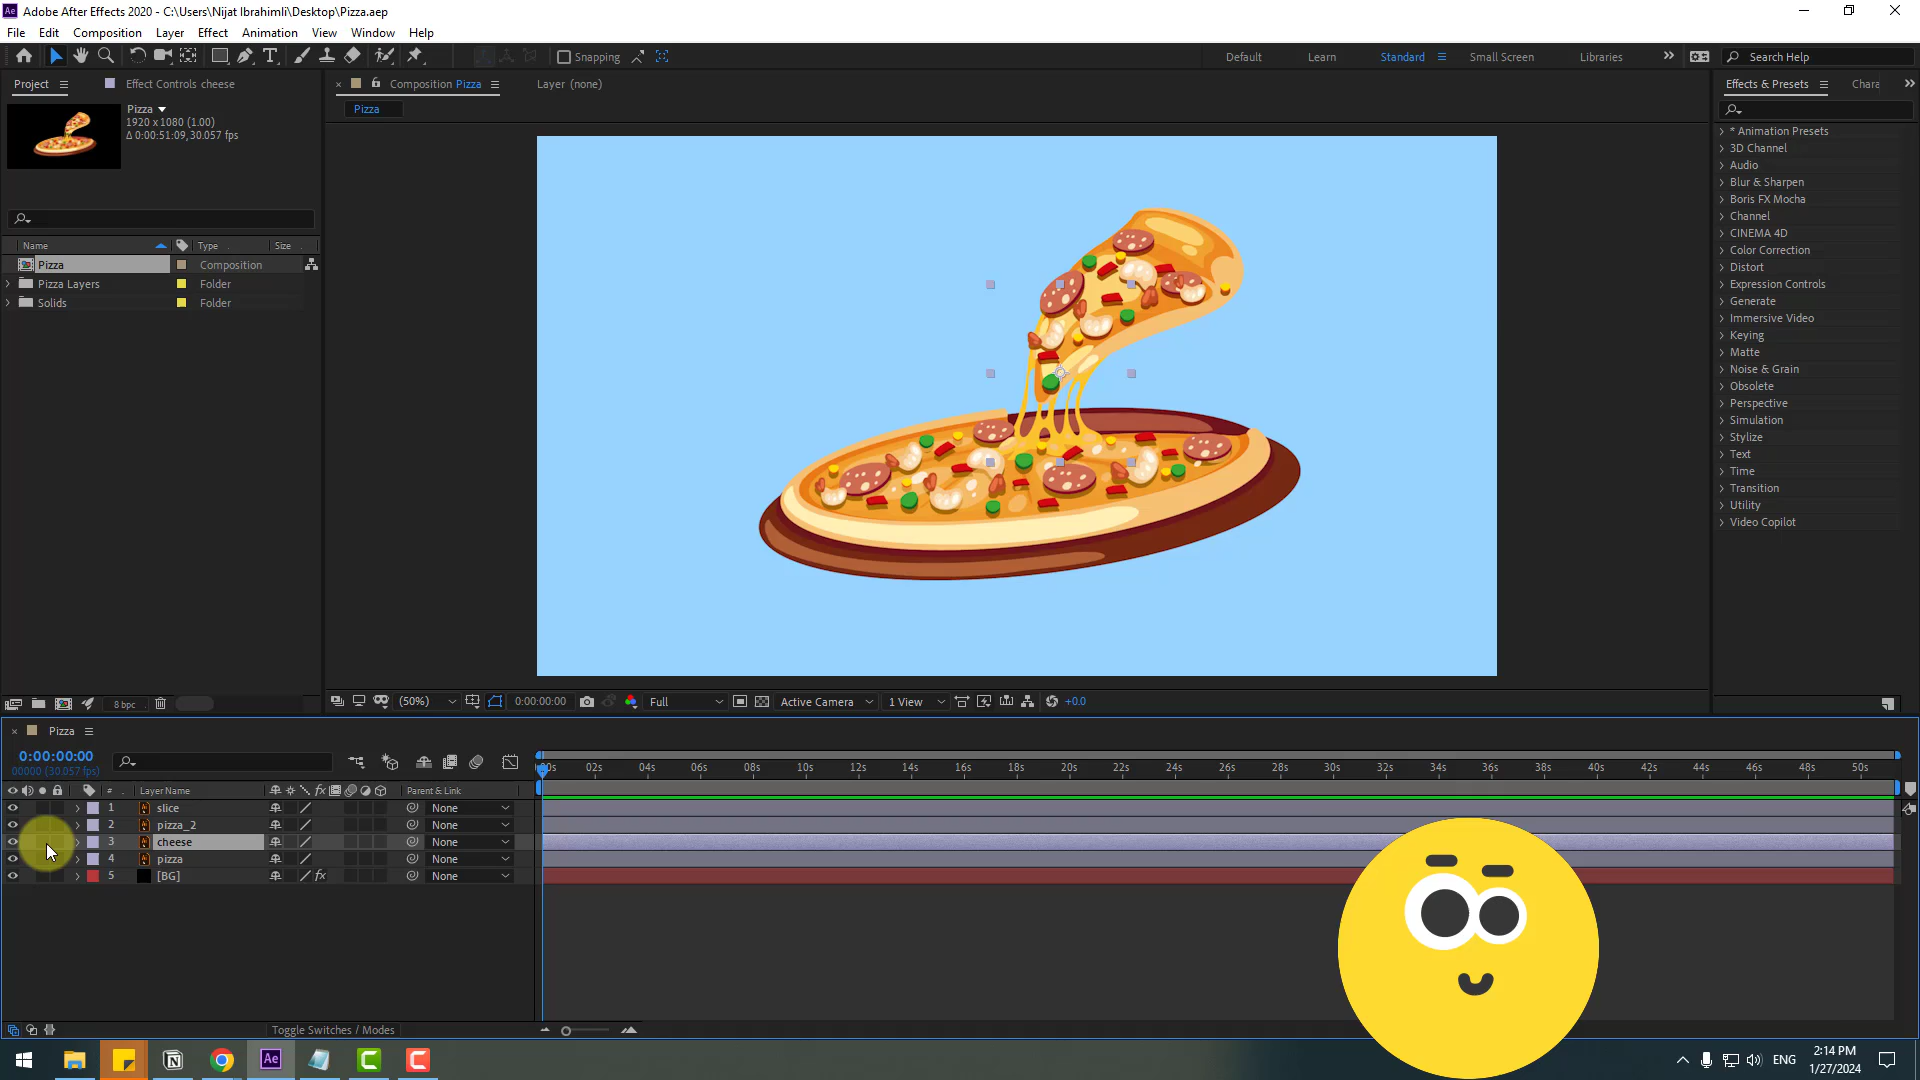 Adobe After Effects 2020 - C:\Users\Nijat Ibrahimli\Desktop\Pizza.aep
File Edit Composition Layer Effect Animation View Window Help
Snapping Default Learn Standard Small Screen Libraries Search Help
Project Effect Controls cheese Composition Pizza Layer (none) Effects & Presets Chara
Pizza
1920 x 1080 (1.00)
Δ 0:00:51:09, 30.057 fps
Pizza
Name Type Size
Pizza Composition
Pizza Layers Folder
Solids Folder
* Animation Presets
3D Channel
Audio
Blur & Sharpen
Boris FX Mocha
Channel
CINEMA 4D
Color Correction
Distort
Expression Controls
Generate
Immersive Video
Keying
Matte
Noise & Grain
Obsolete
Perspective
Simulation
Stylize
Text
Time
Transition
Utility
Video Copilot
8 bpc (50%) 0:00:00:00 Full Active Camera 1 View +0.0
Pizza
0:00:00:00
00000 (30.057 fps)
02s 04s 06s 08s 10s 12s 14s 16s 18s 20s 22s 24s 26s 28s 30s 32s 34s 36s 38s 40s 42s 44s 46s 48s 50s
# Layer Name fx Parent & Link
1 slice None
2 pizza_2 None
3 cheese None
4 pizza None
5 [BG] fx None
Toggle Switches / Modes
Ae ENG 2:14 PM
1/27/2024